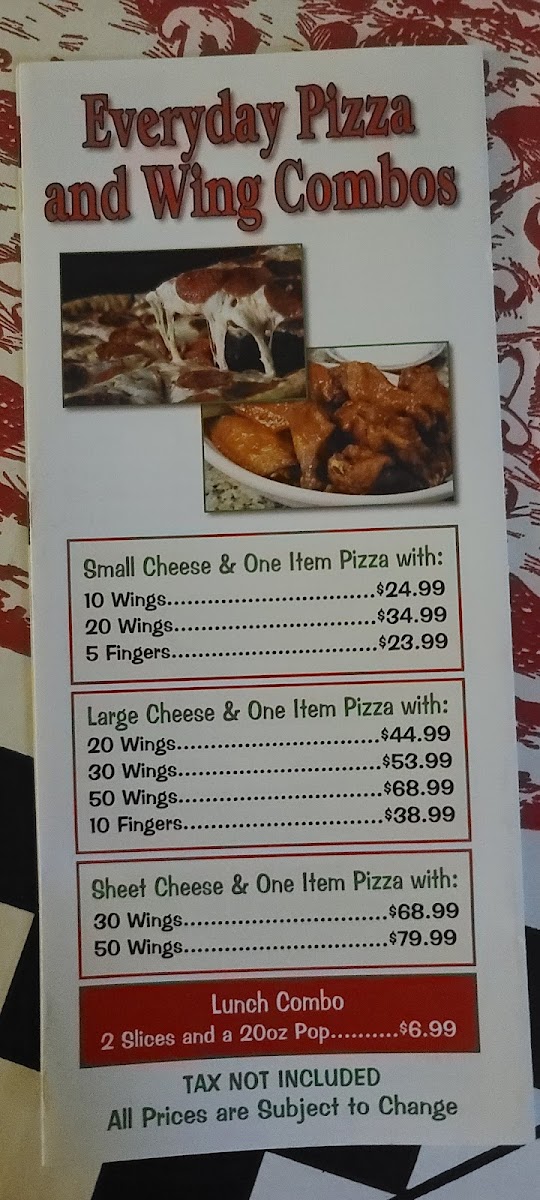 Everyday Pizza
and Wing Combos
Small Cheese & One Item Pizza with:
10 Wings...............................$24.99
20 Wings..............................$34.99
5 Fingers...............................$23.99
Large Cheese & One Item Pizza with:
20 Wings..............................$44.99
30 Wings..............................$53.99
50 Wings..............................$68.99
10 Fingers.............................$38.99
Sheet Cheese & One Item Pizza with:
30 Wings..............................$68.99
50 Wings..............................$79.99
Lunch Combo
2 Slices and a 20oz Pop..........$6.99
TAX NOT INCLUDED
All Prices are Subject to Change